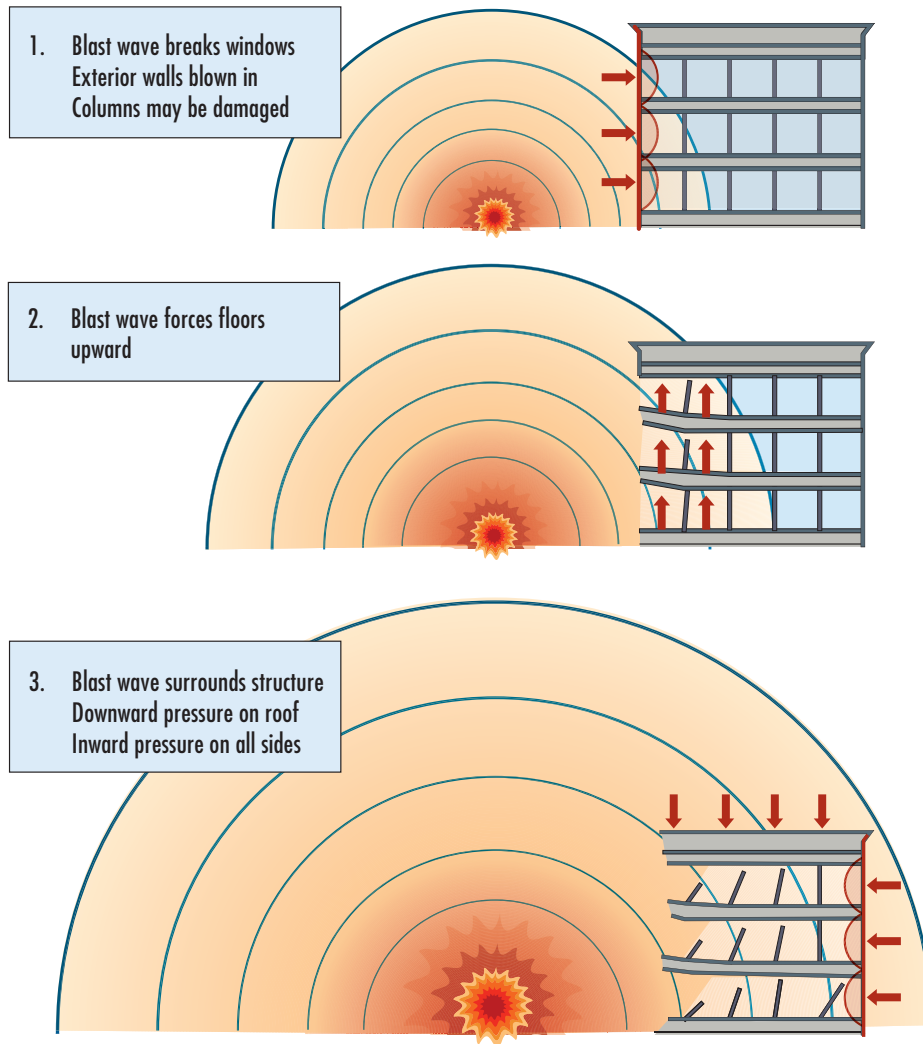 1. Blast wave breaks windows
Exterior walls blown in
Columns may be damaged
2. Blast wave forces floors
upward
3. Blast wave surrounds structure
Downward pressure on roof
Inward pressure on all sides